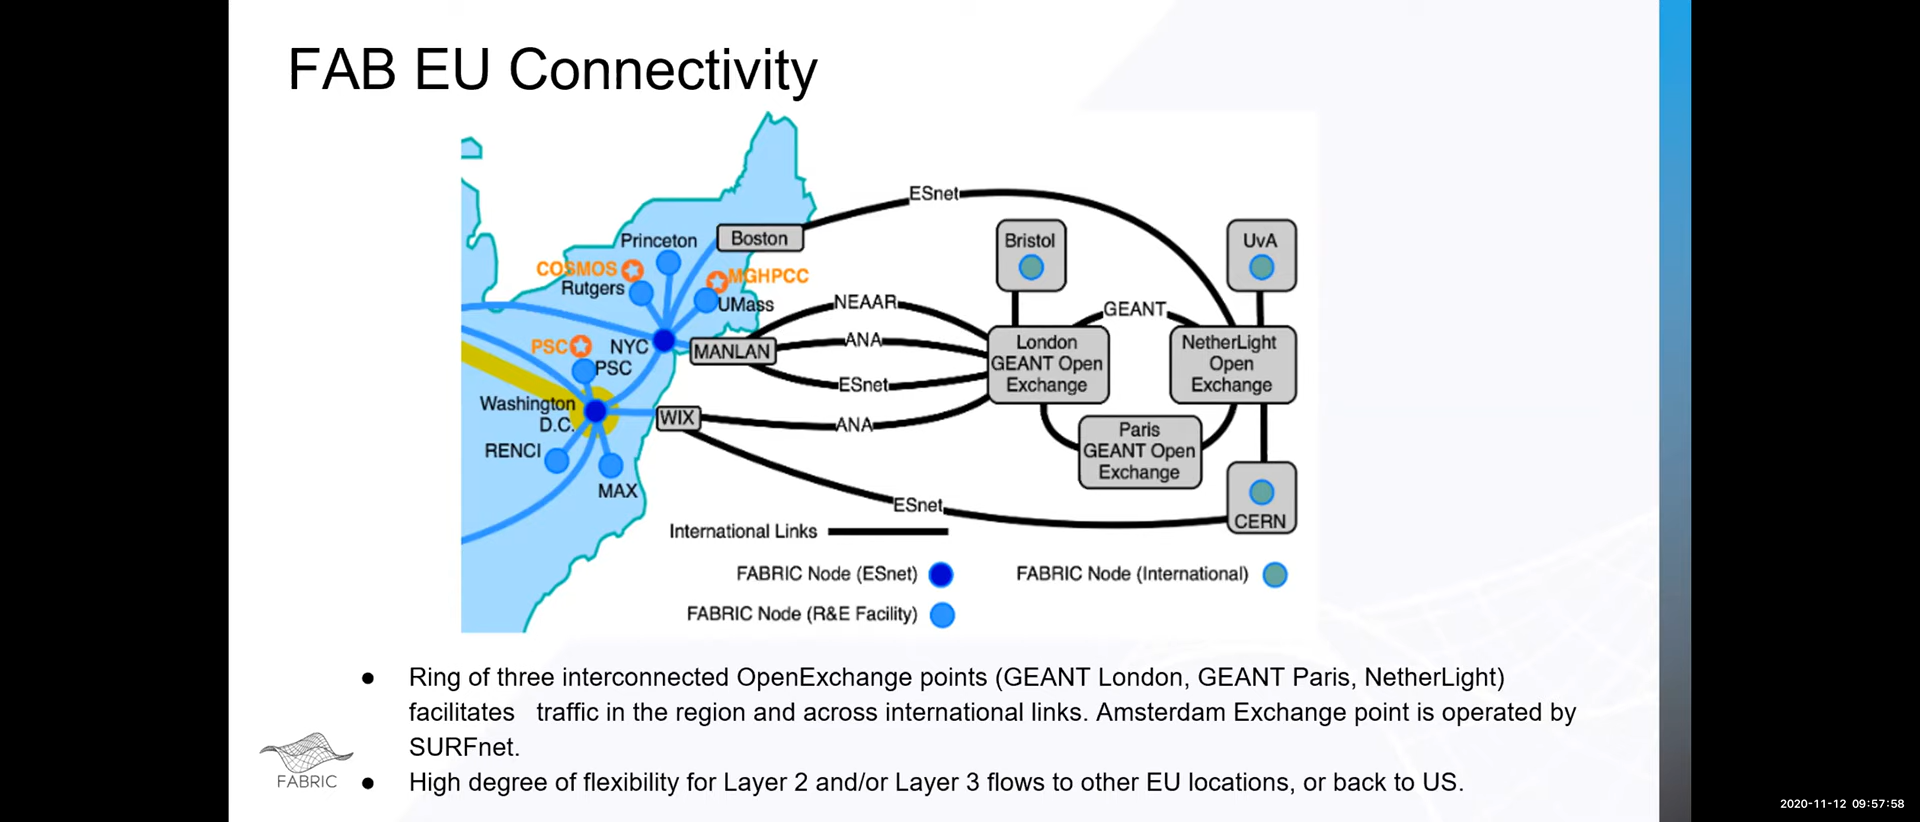 FAB EU Connectivity
ESnet
Boston
Princeton
COSMOS
Rutgers
MGHPCC
UMass
Bristol
UvA
NEAAR
GEANT
ANA
ESnet
PSC
NYC
PSC
MANLAN
London
GEANT Open
Exchange
NetherLight
Open
Exchange
Washington
D.C.
WIX
ANA
Paris
GEANT Open
Exchange
RENCI
MAX
ESnet
CERN
International Links
FABRIC Node (ESnet)
FABRIC Node (International)
FABRIC Node (R&E Facility)
● Ring of three interconnected OpenExchange points (GEANT London, GEANT Paris, NetherLight)
facilitates traffic in the region and across international links. Amsterdam Exchange point is operated by
SURFnet.
● High degree of flexibility for Layer 2 and/or Layer 3 flows to other EU locations, or back to US.
FABRIC
2020-11-12 09:57:58